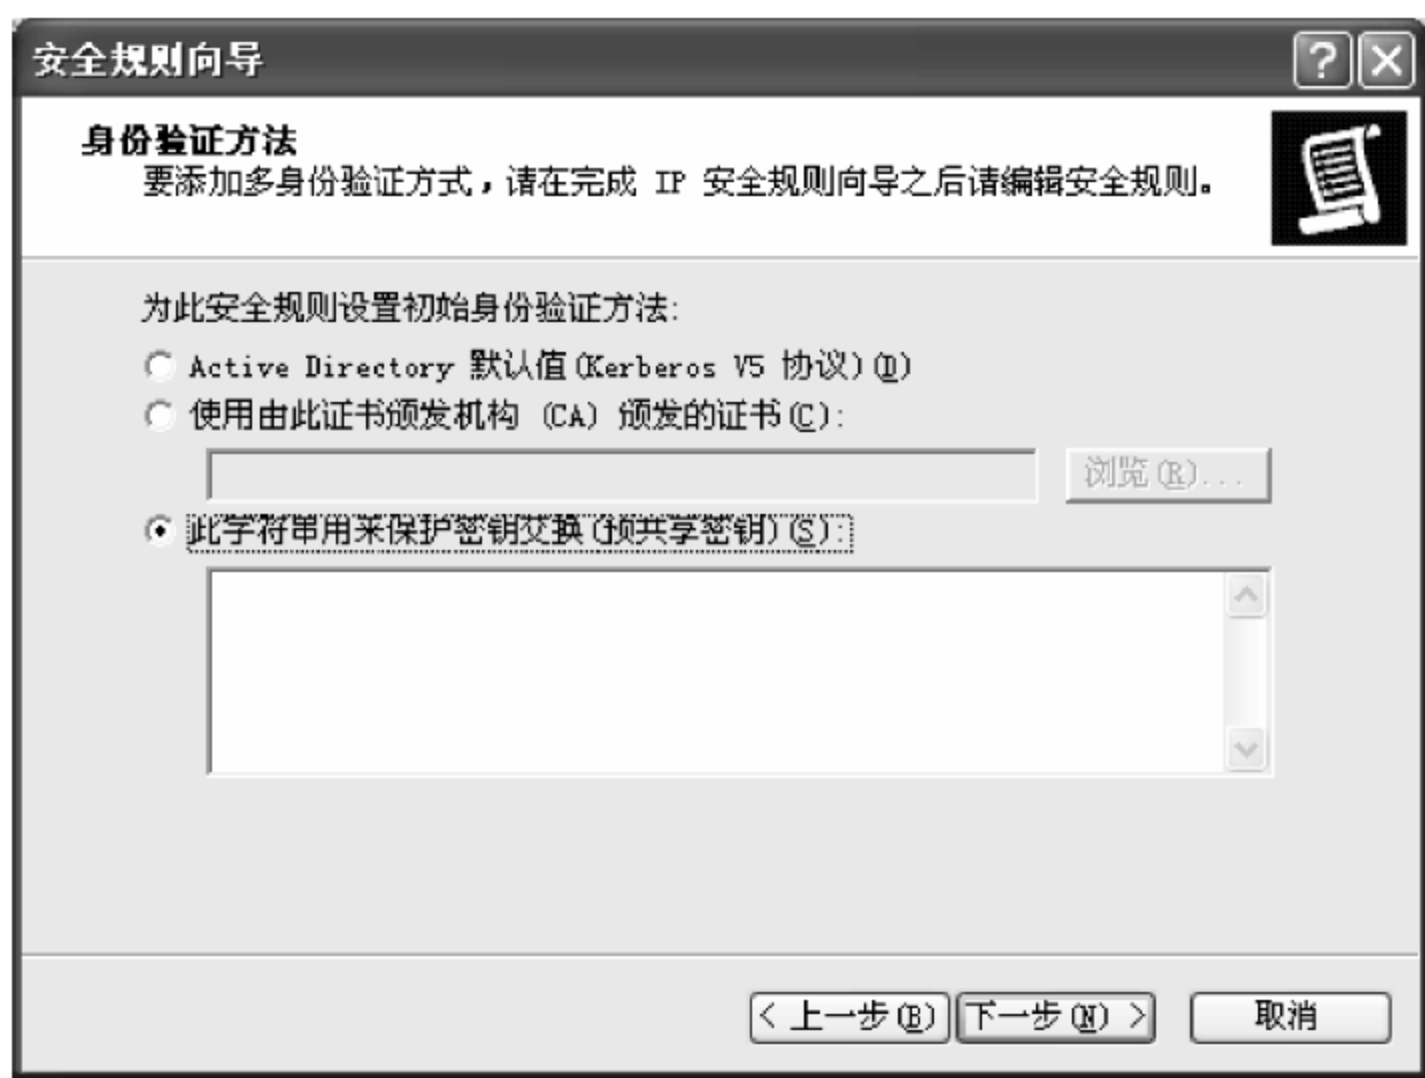 安全规则向导
身份验证方法
要添加多身份验证方式，请在完成 IP 安全规则向导之后请编辑安全规则。
为此安全规则设置初始身份验证方法:
Active Directory 默认值(Kerberos V5 协议)(D)
使用由此证书颁发机构 (CA) 颁发的证书(C):
浏览(R)...
此字符串用来保护密钥交换(预共享密钥)(S):
< 上一步(B) 下一步(N) > 取消